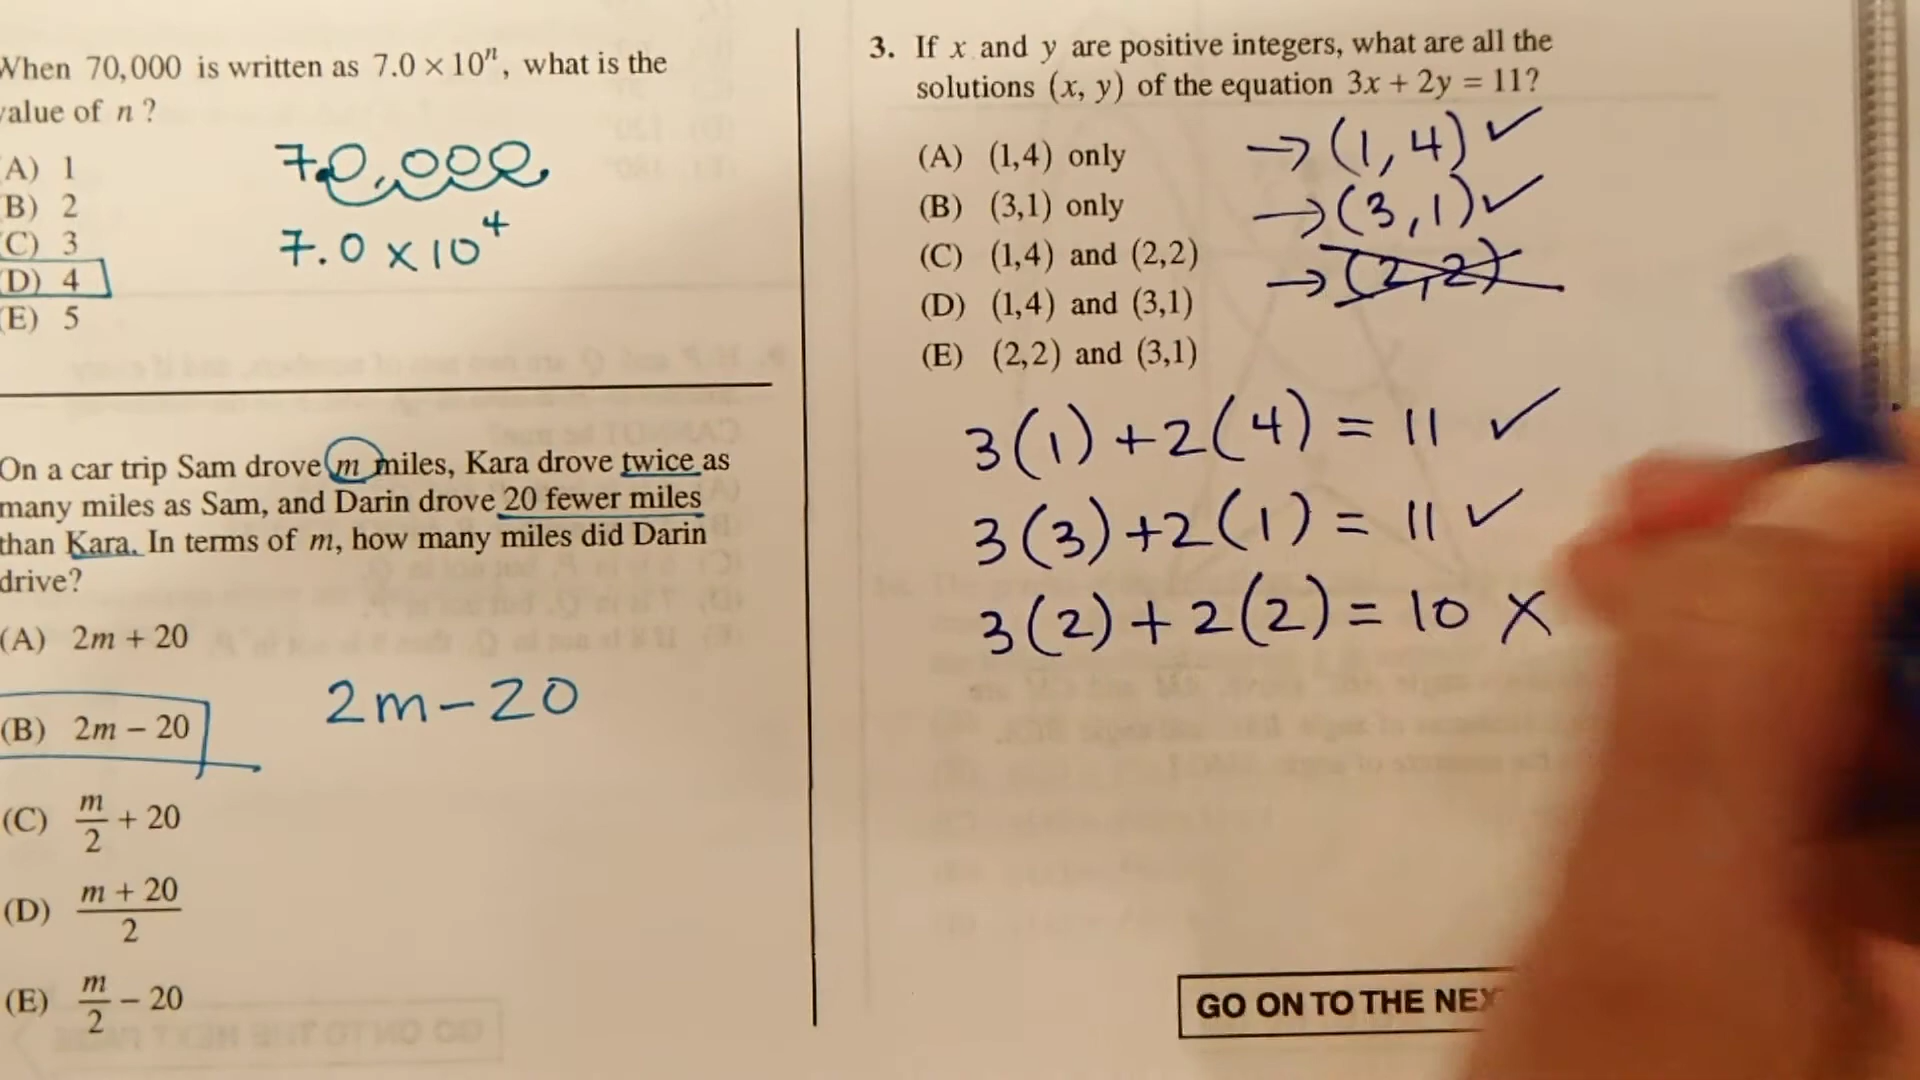 When 70,000 is written as 7.0 × 10ⁿ, what is the
value of n ?
(A) 1
(B) 2
(C) 3
(D) 4
(E) 5
70,000
7.0 x 10⁴
On a car trip Sam drove m miles, Kara drove twice as
many miles as Sam, and Darin drove 20 fewer miles
than Kara. In terms of m, how many miles did Darin
drive?
(A) 2m + 20
(B) 2m − 20
(C) m/2 + 20
(D) (m + 20)/2
(E) m/2 − 20
2m-20
3. If x and y are positive integers, what are all the
solutions (x, y) of the equation 3x + 2y = 11?
(A) (1,4) only
(B) (3,1) only
(C) (1,4) and (2,2)
(D) (1,4) and (3,1)
(E) (2,2) and (3,1)
→ (1,4) ✓
→ (3,1) ✓
→ (2,2)
3(1)+2(4) = 11 ✓
3(3)+2(1) = 11 ✓
3(2)+2(2) = 10 X
GO ON TO THE